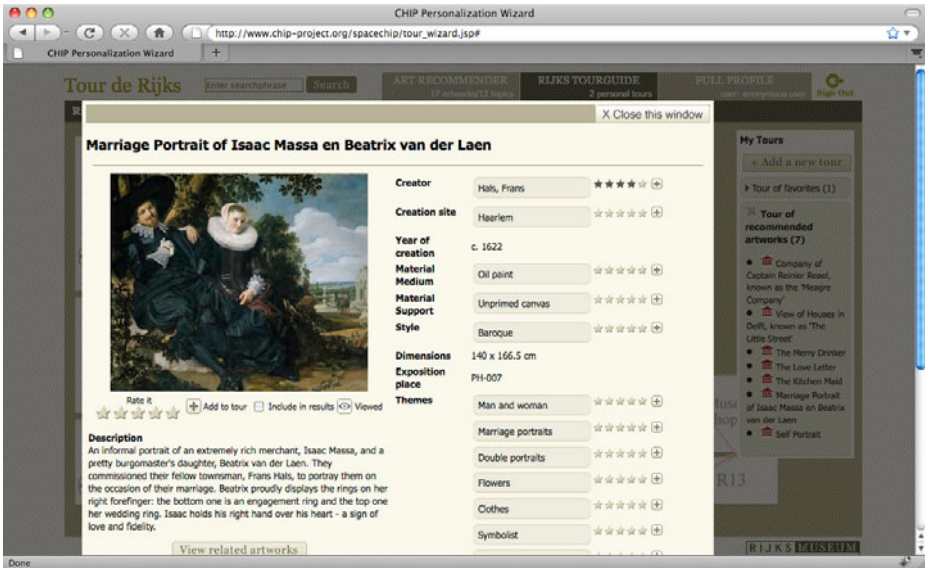 CHIP Personalization Wizard
http://www.chip-project.org/spacechip/tour_wizard.jsp#
CHIP Personalization Wizard
Tour de Rijks
Enter searchphrase
Search
ART RECOMMENDER
17 artworks/12 topics
RIJKS TOURGUIDE
2 personal tours
FULL PROFILE
user: anonymous user
Sign Out
X Close this window
Marriage Portrait of Isaac Massa en Beatrix van der Laen
Creator
Hals, Frans
Creation site
Haarlem
Year of
creation
c. 1622
Material
Medium
Oil paint
Material
Support
Unprimed canvas
Style
Baroque
Dimensions
140 x 166.5 cm
Exposition
place
PH-007
Themes
Man and woman
Marriage portraits
Double portraits
Flowers
Clothes
Symbolist
Rate it
Add to tour
Include in results
Viewed
Description
An informal portrait of an extremely rich merchant, Isaac Massa, and a
pretty burgomaster's daughter, Beatrix van der Laen. They
commissioned their fellow townsman, Frans Hals, to portray them on
the occasion of their marriage. Beatrix proudly displays the rings on her
right forefinger: the bottom one is an engagement ring and the top one
her wedding ring. Isaac holds his right hand over his heart - a sign of
love and fidelity.
View related artworks
My Tours
+ Add a new tour
Tour of favorites (1)
Tour of
recommended
artworks (7)
Company of
Captain Reinier Reael,
known as the 'Meagre
Company'
View of Houses in
Delft, known as 'The
Little Street'
The Merry Drinker
The Love Letter
The Kitchen Maid
Marriage Portrait
of Isaac Massa en Beatrix
van der Laen
Self Portrait
R13
RIJKSMUSEUM
Done